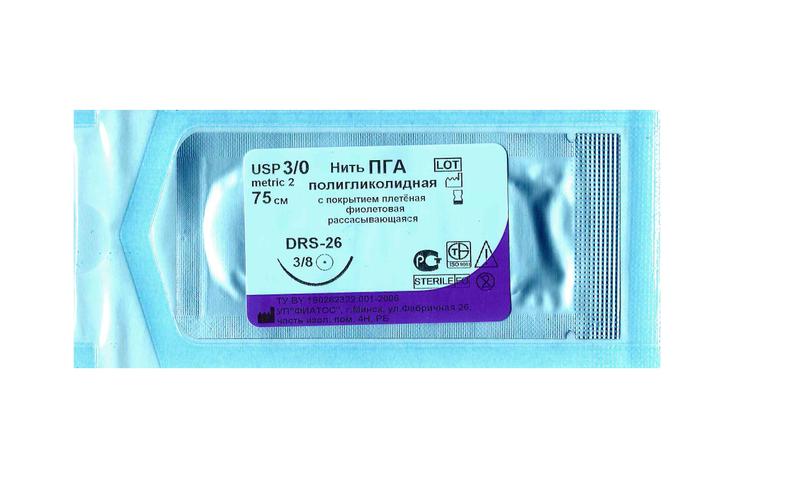 USP 3/0 Нить ПГА LOT
metric 2 полигликолидная
75 см с покрытием плетёная
фиолетовая
рассасывающаяся
DRS-26
3/8
STERILE EO
ТУ BY 190262322.001-2006
УП"ФИАТОС", г.Минск, ул.Фабричная 26,
часть изол. пом. 4Н, РБ